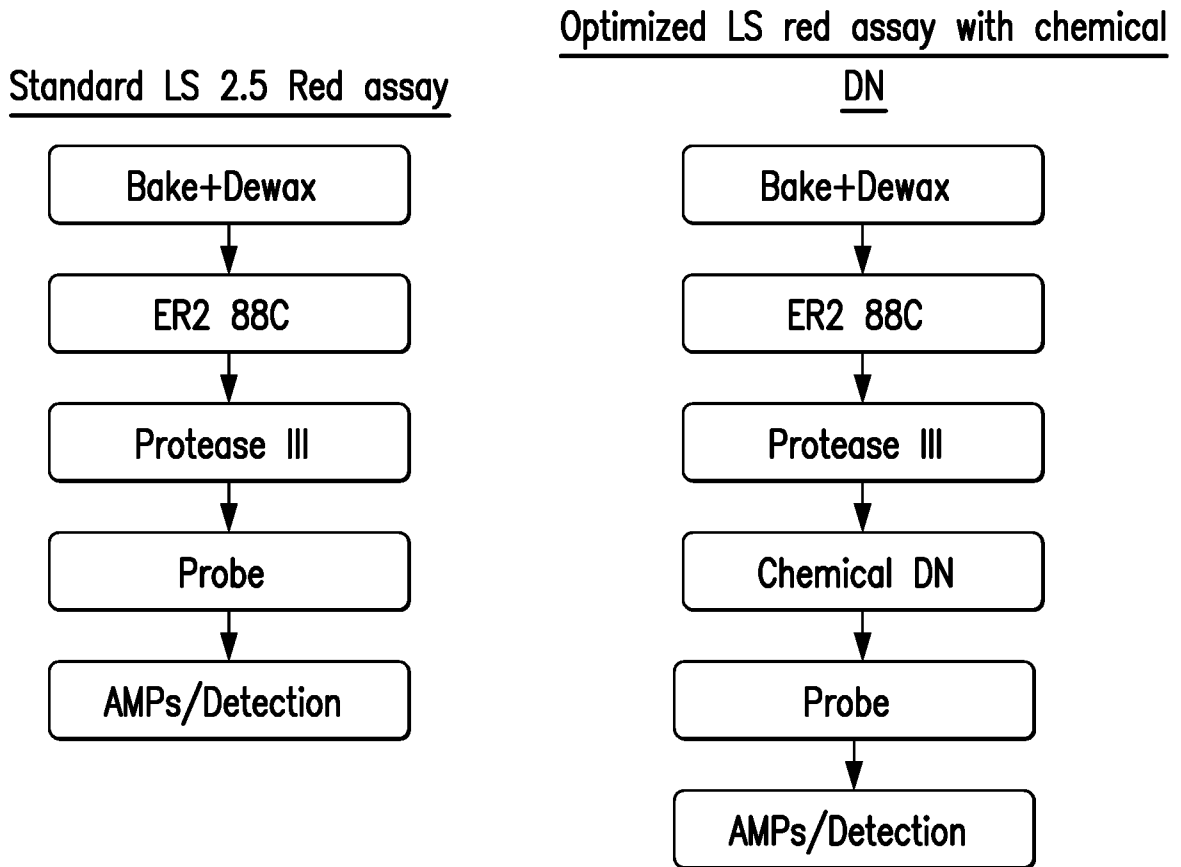 Standard LS 2.5 Red assay
Bake+Dewax
ER2 88C
Protease III
Probe
AMPs/Detection
Optimized LS red assay with chemical
DN
Bake+Dewax
ER2 88C
Protease III
Chemical DN
Probe
AMPs/Detection